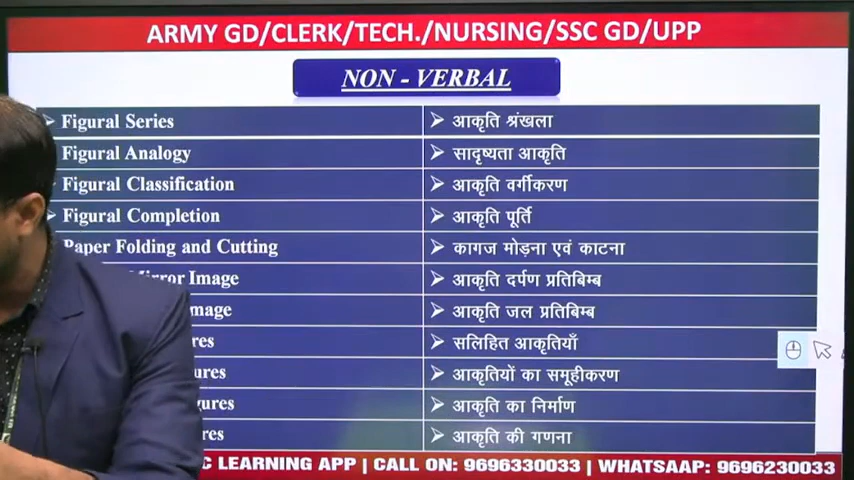 ARMY GD/CLERK/TECH./NURSING/SSC GD/UPP
NON - VERBAL
Figural Series
आकृति श्रंखला
Figural Analogy
सादृष्यता आकृति
Figural Classification
आकृति वर्गीकरण
Figural Completion
आकृति पूर्ति
Paper Folding and Cutting
कागज मोड़ना एवं काटना
Mirror Image
आकृति दर्पण प्रतिबिम्ब
mage
आकृति जल प्रतिबिम्ब
res
सलिहित आकृतियाँ
ures
आकृतियों का समूहीकरण
gures
आकृति का निर्माण
res
आकृति की गणना
C LEARNING APP | CALL ON: 9696330033 | WHATSAAP: 9696230033